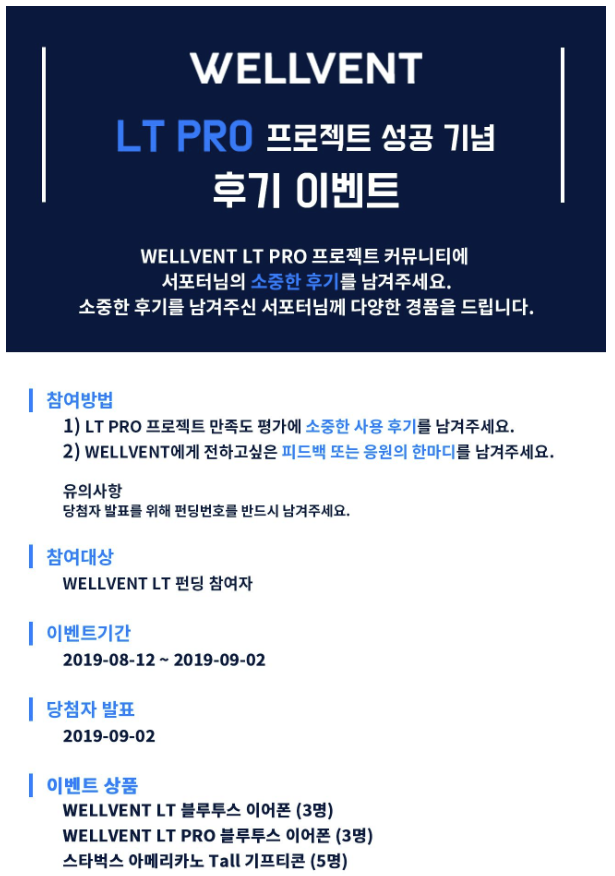 WELLVENT
LT PRO 프로젝트 성공 기념
후기 이벤트
WELLVENT LT PRO 프로젝트 커뮤니티에
서포터님의 소중한 후기를 남겨주세요.
소중한 후기를 남겨주신 서포터님께 다양한 경품을 드립니다.
참여방법
1) LT PRO 프로젝트 만족도 평가에 소중한 사용 후기를 남겨주세요.
2) WELLVENT에게 전하고싶은 피드백 또는 응원의 한마디를 남겨주세요.
유의사항
당첨자 발표를 위해 펀딩번호를 반드시 남겨주세요.
참여대상
WELLVENT LT 펀딩 참여자
이벤트기간
2019-08-12 ~ 2019-09-02
당첨자 발표
2019-09-02
이벤트 상품
WELLVENT LT 블루투스 이어폰 (3명)
WELLVENT LT PRO 블루투스 이어폰 (3명)
스타벅스 아메리카노 Tall 기프티콘 (5명)